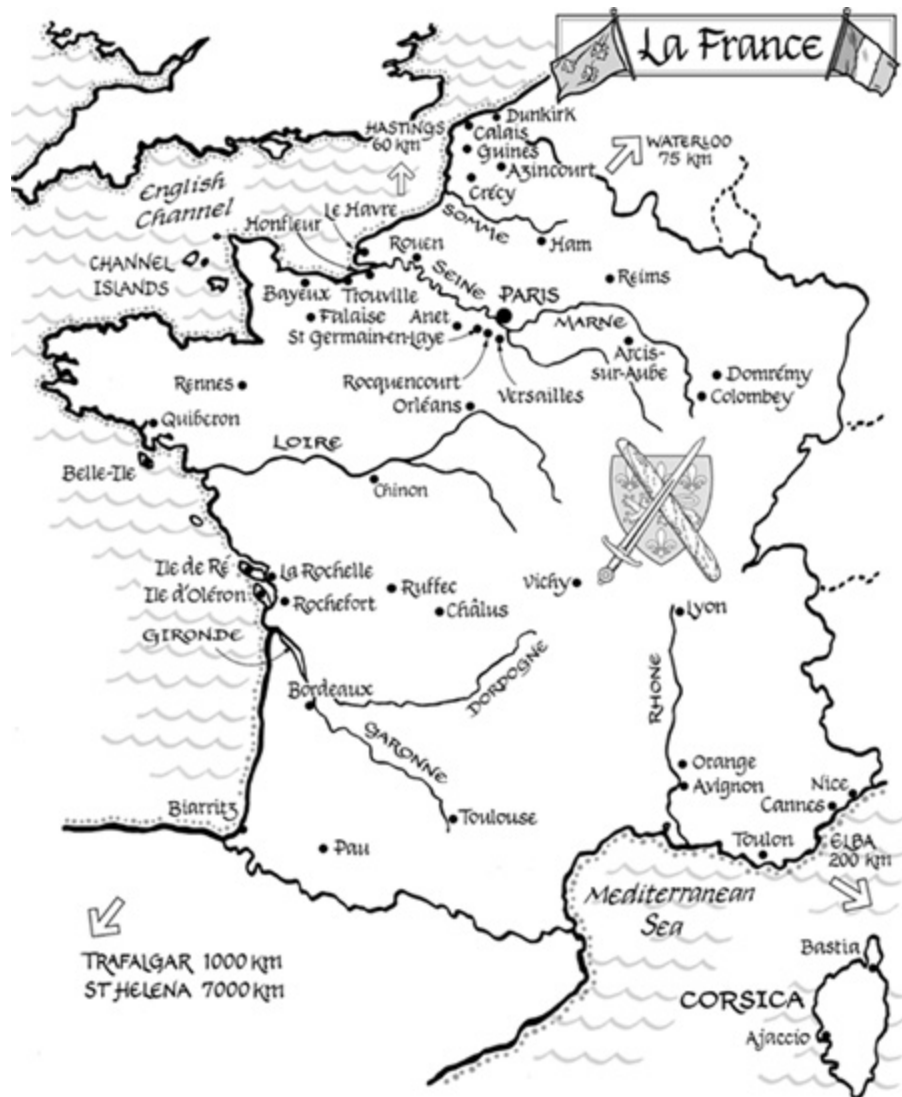 La France
Dunkirk
Calais
HASTINGS
60 km
Guines
WATERLOO
75 km
Azincourt
Crécy
English
Channel
Le Havre
Honfleur
SOMME
Ham
Rouen
CHANNEL
ISLANDS
SEINE
Reims
Bayeux
Trouville
PARIS
Falaise
Anet
MARNE
St Germain-en-Laye
Arcis-
sur-Aube
Rennes
Rocquencourt
Versailles
Domrémy
Colombey
Orléans
Quiberon
LOIRE
Belle-Ile
Chinon
Ile de Ré
La Rochelle
Ruffec
Vichy
Ile d'Oléron
Rochefort
Châlus
Lyon
GIRONDE
DORDOGNE
RHONE
Bordeaux
GARONNE
Orange
Avignon
Nice
Cannes
Biarritz
Toulouse
Toulon
ELBA
200 km
Pau
Mediterranean
Sea
TRAFALGAR 1000 km
ST HELENA 7000 km
Bastia
CORSICA
Ajaccio